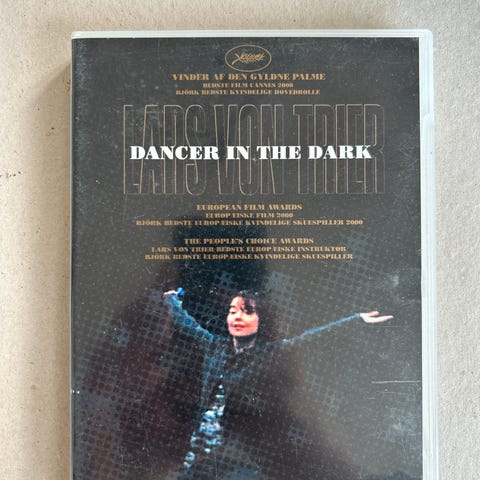 VINDER AF DEN GYLDNE PALME
BEDSTE FILM CANNES 2000
BJÖRK BEDSTE KVINDELIGE HOVEDROLLE
LARS VON TRIER
DANCER IN THE DARK
EUROPEAN FILM AWARDS
EUROPÆISKE FILM 2000
BJÖRK BEDSTE EUROPÆISKE KVINDELIGE SKUESPILLER 2000
THE PEOPLE'S CHOICE AWARDS
LARS VON TRIER BEDSTE EUROPÆISKE INSTRUKTØR
BJÖRK BEDSTE EUROPÆISKE KVINDELIGE SKUESPILLER